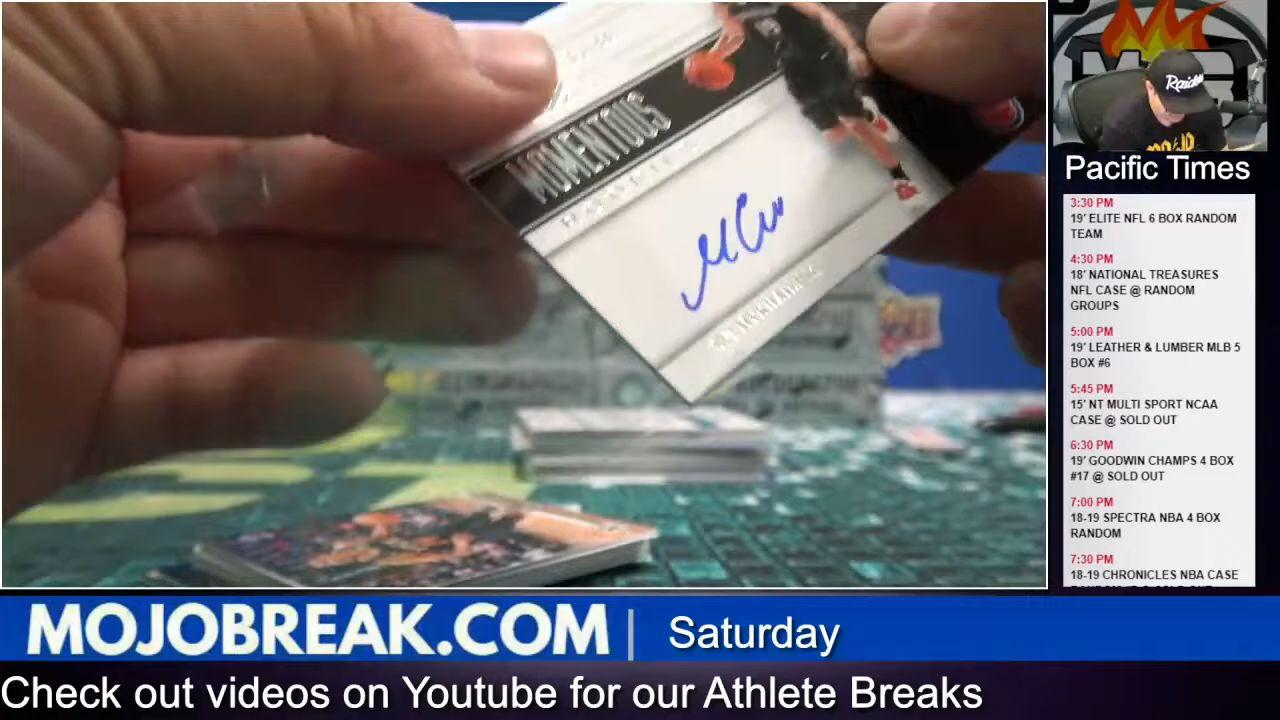 MOMENTOUS
ROOKIES
Raiders
Pacific Times
3:30 PM
19' ELITE NFL 6 BOX RANDOM
TEAM
4:30 PM
18' NATIONAL TREASURES
NFL CASE @ RANDOM
GROUPS
5:00 PM
19' LEATHER & LUMBER MLB 5
BOX #6
5:45 PM
15' NT MULTI SPORT NCAA
CASE @ SOLD OUT
6:30 PM
19' GOODWIN CHAMPS 4 BOX
#17 @ SOLD OUT
7:00 PM
18-19 SPECTRA NBA 4 BOX
RANDOM
7:30 PM
18-19 CHRONICLES NBA CASE
MOJOBREAK.COM | Saturday
Check out videos on Youtube for our Athlete Breaks